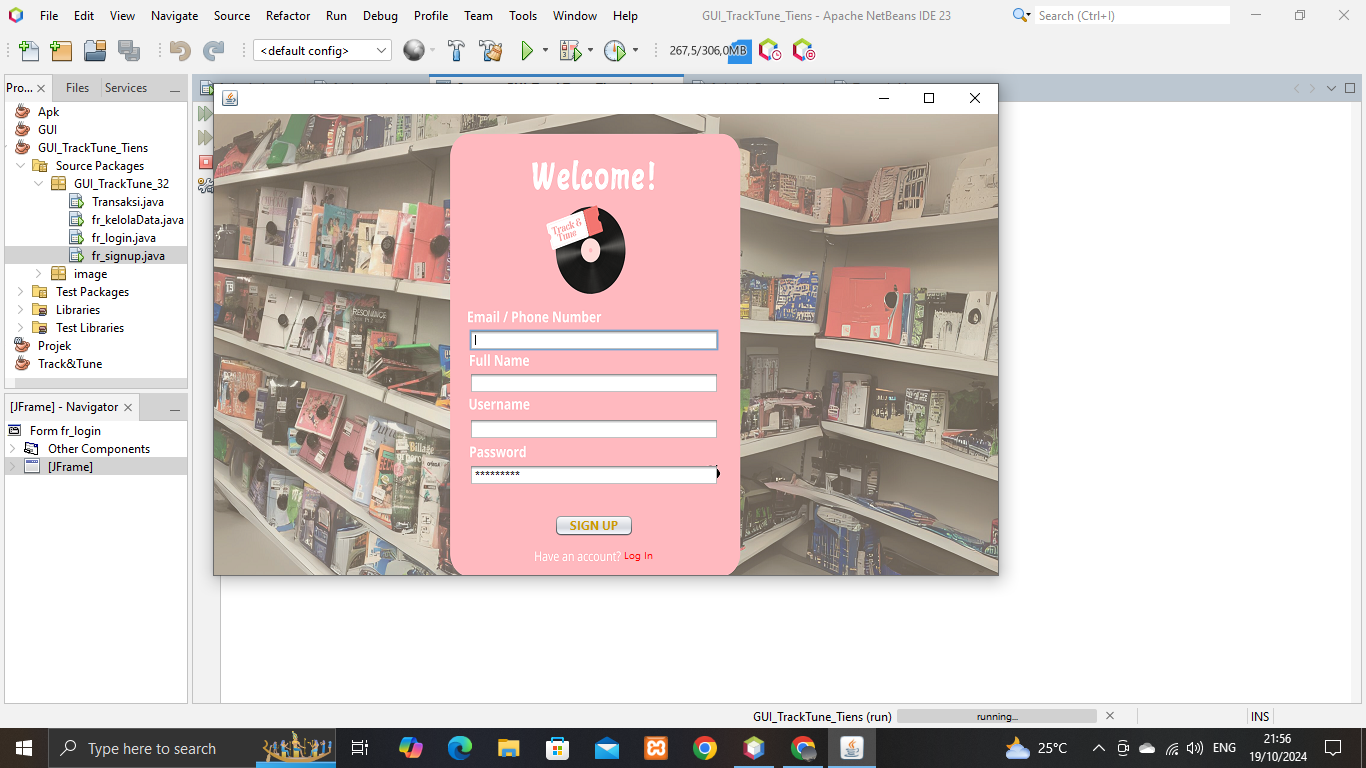 File Edit View Navigate Source Refactor Run Debug Profile Team Tools Window Help
GUI_TrackTune_Tiens - Apache NetBeans IDE 23
Search (Ctrl+I)
<default config>
267,5/306,0MB
Pro...
Files
Services
Apk
GUI
GUI_TrackTune_Tiens
Source Packages
GUI_TrackTune_32
Transaksi.java
fr_kelolaData.java
fr_login.java
fr_signup.java
image
Test Packages
Libraries
Test Libraries
Projek
Track&Tune
[JFrame] - Navigator
Form fr_login
Other Components
[JFrame]
Welcome!
Track &
Tune
Email / Phone Number
Full Name
Username
Password
*********
SIGN UP
Have an account? Log In
GUI_TrackTune_Tiens (run)
running...
INS
Type here to search
25°C
ENG
21:56
19/10/2024